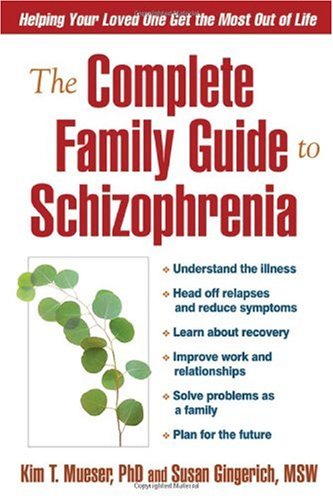 Helping Your Loved One Get the Most Out of Life
The Complete
Family Guide to
Schizophrenia
❖ Understand the illness
❖ Head off relapses
and reduce symptoms
❖ Learn about recovery
❖ Improve work and
relationships
❖ Solve problems as
a family
❖ Plan for the future
Kim T. Mueser, PhD and Susan Gingerich, MSW